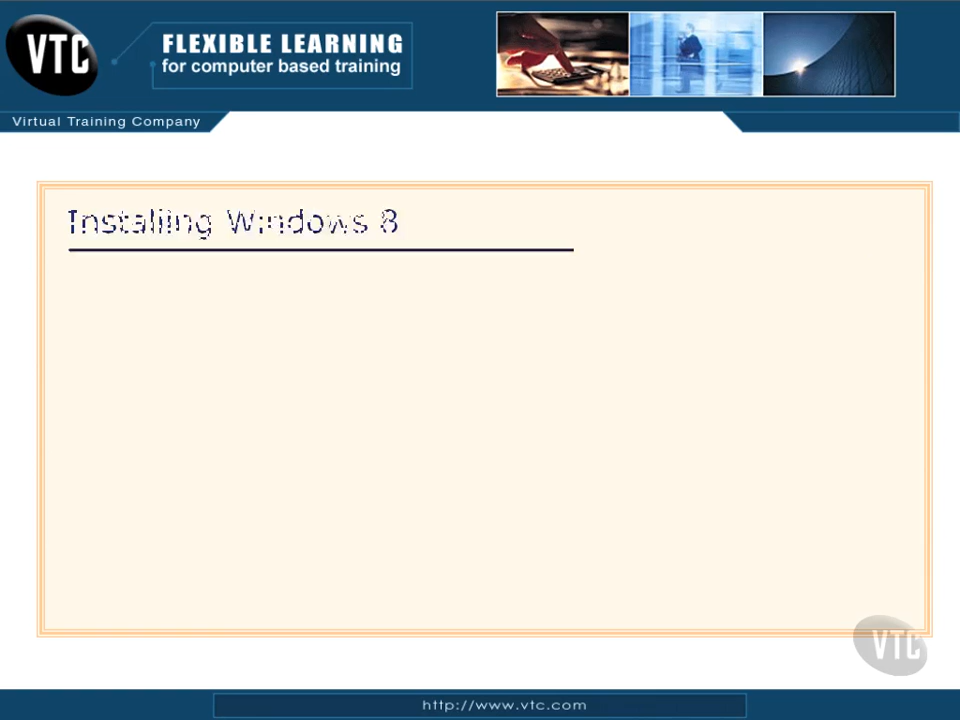 VTC
FLEXIBLE LEARNING
for computer based training
Virtual Training Company
Installing Windows 8
VTC
http://www.vtc.com